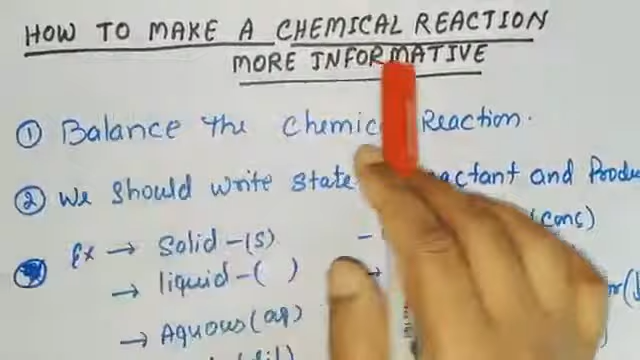 HOW TO MAKE A CHEMICAL REACTION
MORE INFORMATIVE
① Balance the Chemic Reaction.
② We Should write state actant and Produ
Ex → Solid -(s) - (conc)
→ liquid -( ) →
→ Aquous (aq)